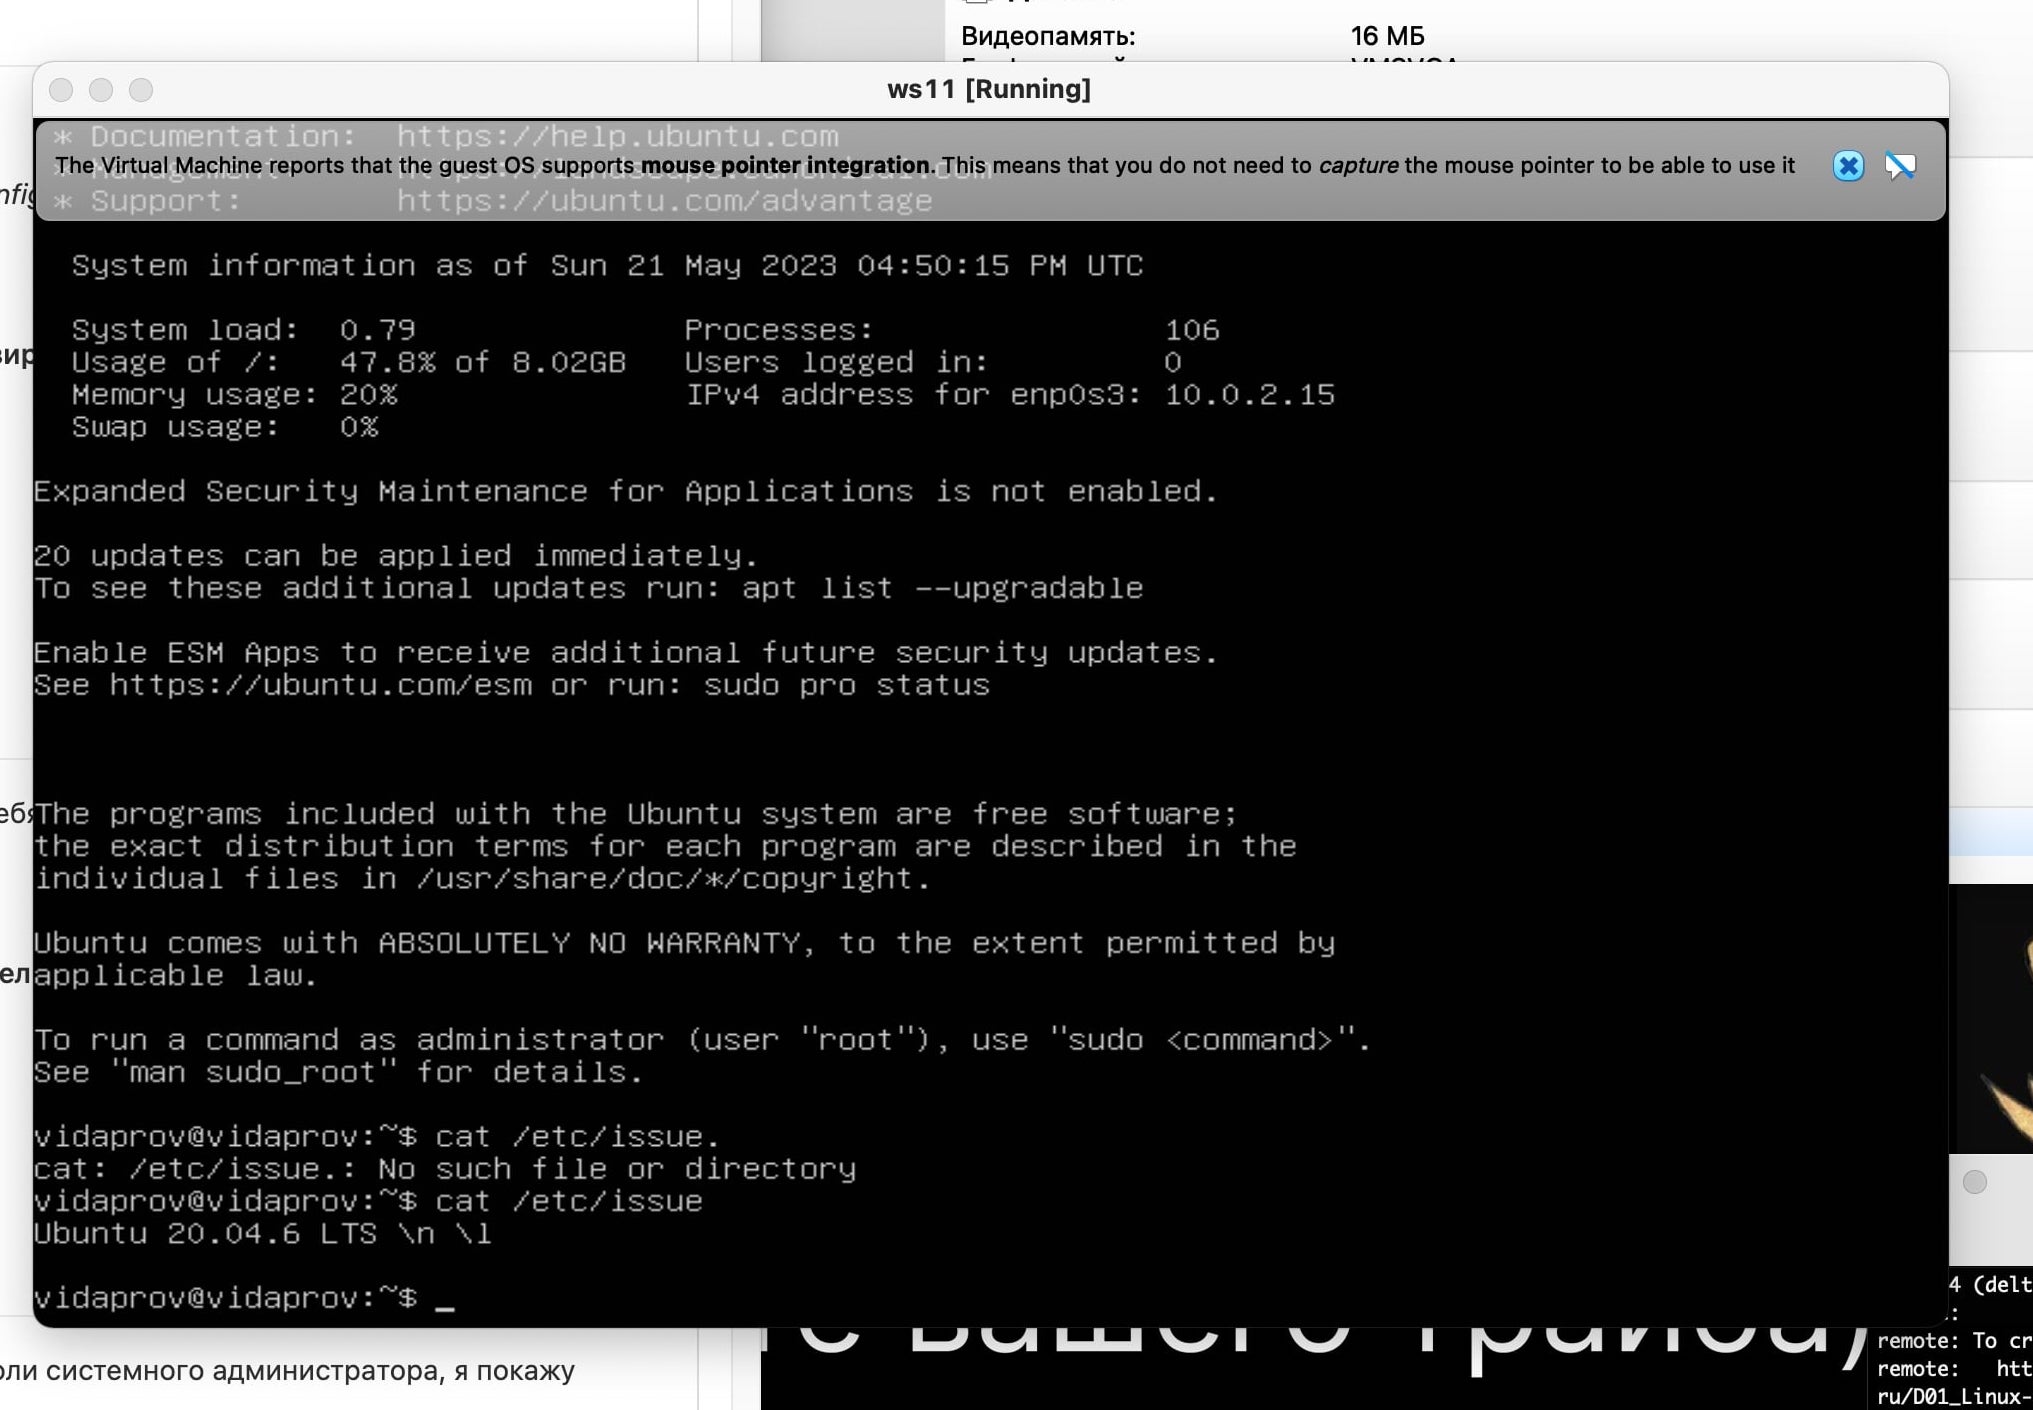 Видеопамять: 16 МБ
ws11 [Running]
* Documentation: https://help.ubuntu.com
The Virtual Machine reports that the guest OS supports mouse pointer integration. This means that you do not need to capture the mouse pointer to be able to use it
* Support: https://ubuntu.com/advantage
System information as of Sun 21 May 2023 04:50:15 PM UTC
System load: 0.79 Processes: 106
Usage of /: 47.8% of 8.02GB Users logged in: 0
Memory usage: 20% IPv4 address for enp0s3: 10.0.2.15
Swap usage: 0%
Expanded Security Maintenance for Applications is not enabled.
20 updates can be applied immediately.
To see these additional updates run: apt list --upgradable
Enable ESM Apps to receive additional future security updates.
See https://ubuntu.com/esm or run: sudo pro status
The programs included with the Ubuntu system are free software;
the exact distribution terms for each program are described in the
individual files in /usr/share/doc/*/copyright.
Ubuntu comes with ABSOLUTELY NO WARRANTY, to the extent permitted by
applicable law.
To run a command as administrator (user "root"), use "sudo <command>".
See "man sudo_root" for details.
vidaprov@vidaprov:~$ cat /etc/issue.
cat: /etc/issue.: No such file or directory
vidaprov@vidaprov:~$ cat /etc/issue
Ubuntu 20.04.6 LTS \n \l
vidaprov@vidaprov:~$ _
4 (delt
remote: To cr
remote: htt
ru/D01_Linux-
оли системного администратора, я покажу